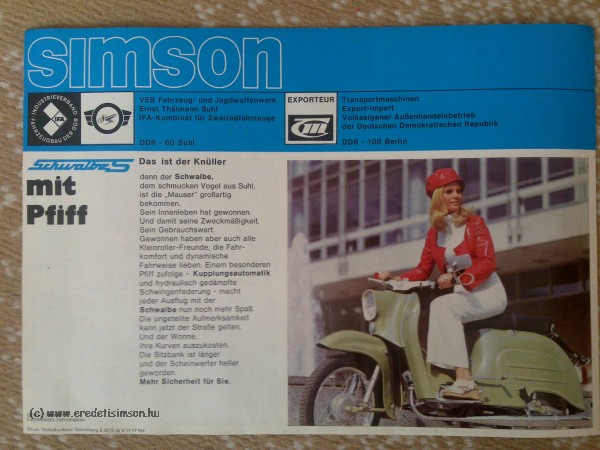 simson
INDUSTRIEVERBAND
FAHRZEUGBAU DER DDR
IFA
VEB Fahrzeug- und Jagdwaffenwerk
Ernst Thälmann Suhl
IFA-Kombinat für Zweiradfahrzeuge
DDR - 60 Suhl
EXPORTEUR
Transportmaschinen
Export-Import
Volkseigener Außenhandelsbetrieb
der Deutschen Demokratischen Republik
DDR - 108 Berlin
schwalbe S
mit
Pfiff
Das ist der Knüller
denn der Schwalbe,
dem schmucken Vogel aus Suhl,
ist die „Mauser" großartig
bekommen.
Sein Innenleben hat gewonnen.
Und damit seine Zweckmäßigkeit.
Sein Gebrauchswert.
Gewonnen haben aber auch alle
Kleinroller-Freunde, die Fahr-
komfort und dynamische
Fahrweise lieben. Einem besonderen
Pfiff zufolge - Kupplungsautomatik
und hydraulisch gedämpfte
Schwingenfederung - macht
jeder Ausflug mit der
Schwalbe nun noch mehr Spaß.
Die ungeteilte Aufmerksamkeit
kann jetzt der Straße gelten.
Und der Wonne,
ihre Kurven auszukosten.
Die Sitzbank ist länger
und der Scheinwerfer heller
geworden.
Mehr Sicherheit für Sie.
(c) www.eredetisimson.hu